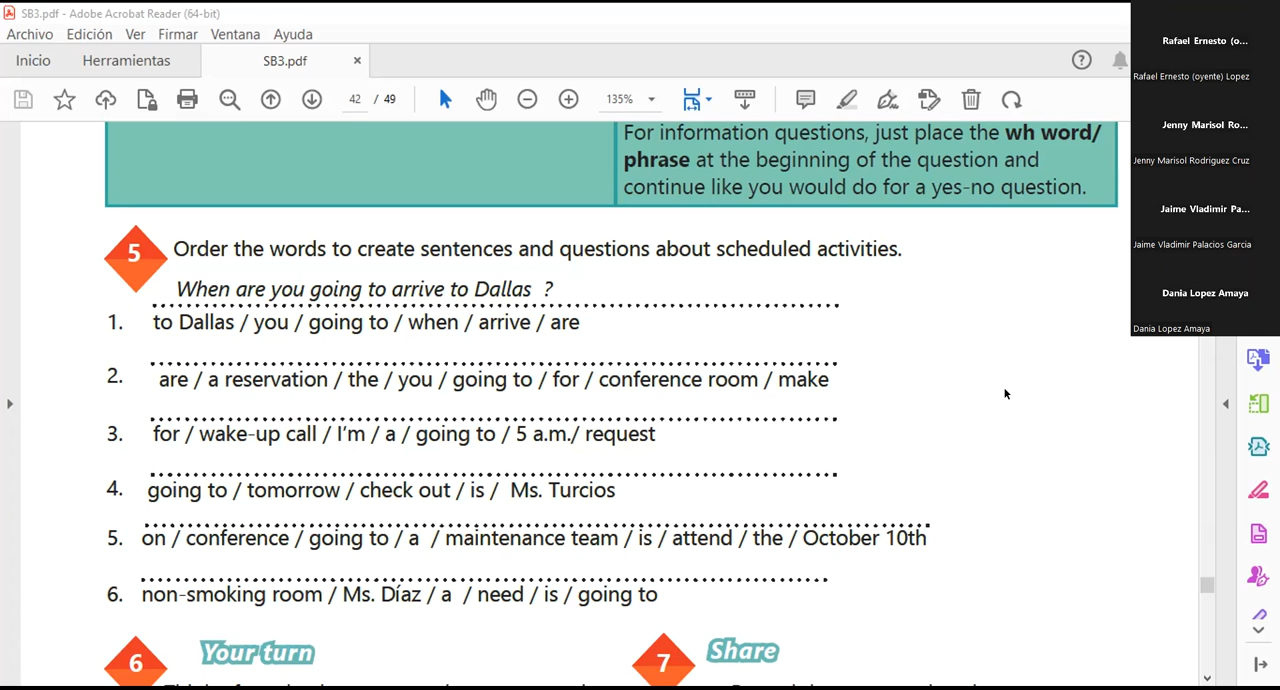 SB3.pdf - Adobe Acrobat Reader (64-bit)
Archivo Edición Ver Firmar Ventana Ayuda
Inicio Herramientas SB3.pdf ×
42 / 49 135%
For information questions, just place the wh word/
phrase at the beginning of the question and
continue like you would do for a yes-no question.
5 Order the words to create sentences and questions about scheduled activities.
When are you going to arrive to Dallas ?
1. to Dallas / you / going to / when / arrive / are
2. are / a reservation / the / you / going to / for / conference room / make
3. for / wake-up call / I'm / a / going to / 5 a.m./ request
4. going to / tomorrow / check out / is / Ms. Turcios
5. on / conference / going to / a / maintenance team / is / attend / the / October 10th
6. non-smoking room / Ms. Díaz / a / need / is / going to
6 Your turn
7 Share
Rafael Ernesto (o...
Rafael Ernesto (oyente) Lopez
Jenny Marisol Ro...
Jenny Marisol Rodriguez Cruz
Jaime Vladimir Pa...
Jaime Vladimir Palacios Garcia
Dania Lopez Amaya
Dania Lopez Amaya